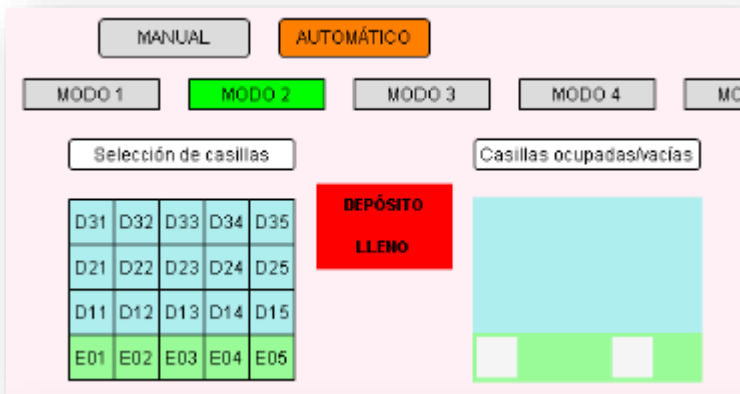 MANUAL AUTOMÁTICO
MODO 1 MODO 2 MODO 3 MODO 4 MO
Selección de casillas Casillas ocupadas/vacías
DEPÓSITO
LLENO
D31 D32 D33 D34 D35
D21 D22 D23 D24 D25
D11 D12 D13 D14 D15
E01 E02 E03 E04 E05